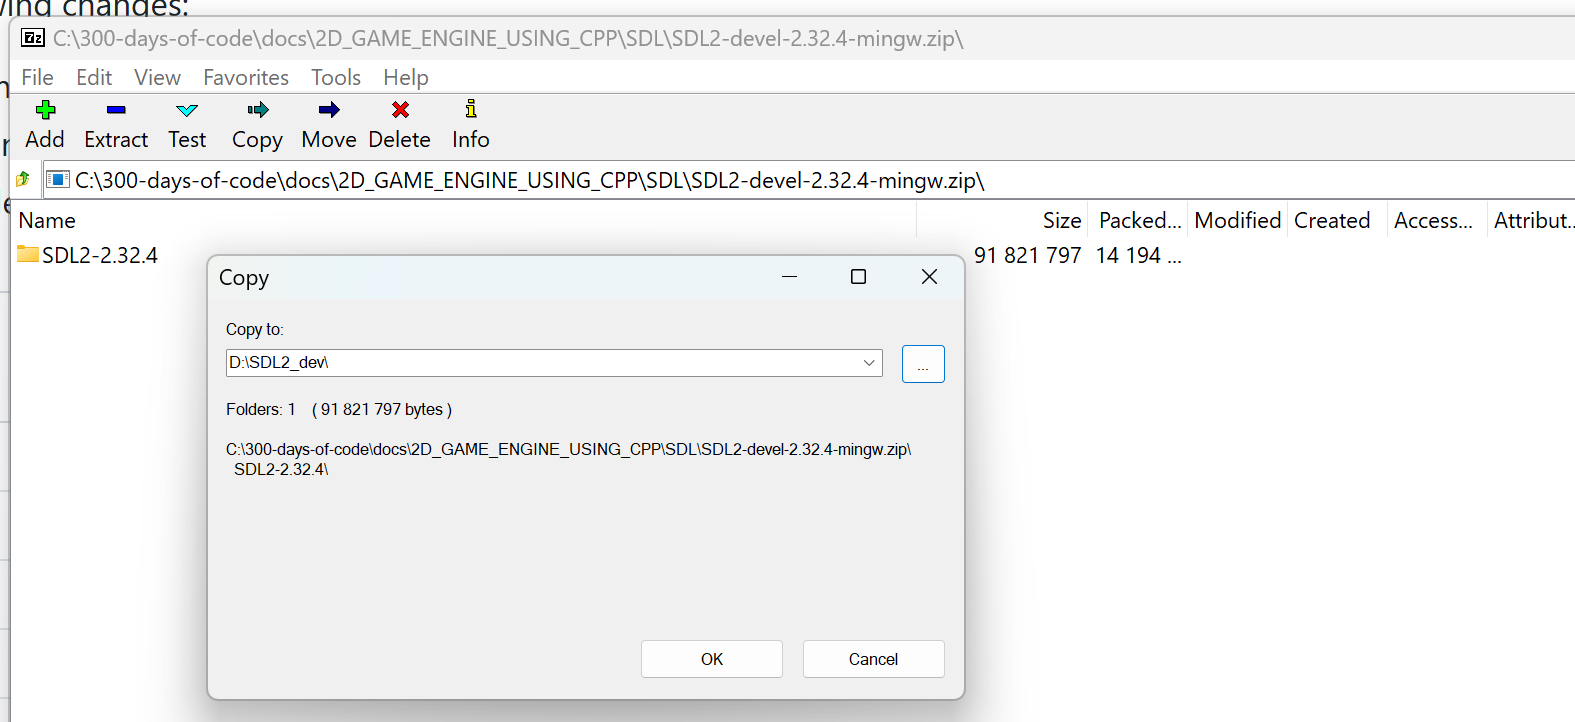 wing changes:
C:\300-days-of-code\docs\2D_GAME_ENGINE_USING_CPP\SDL\SDL2-devel-2.32.4-mingw.zip\
File Edit View Favorites Tools Help
Add Extract Test Copy Move Delete Info
C:\300-days-of-code\docs\2D_GAME_ENGINE_USING_CPP\SDL\SDL2-devel-2.32.4-mingw.zip\
Name Size Packed... Modified Created Access... Attribut...
SDL2-2.32.4 91 821 797 14 194 ...
Copy
Copy to:
D:\SDL2_dev\
...
Folders: 1 ( 91 821 797 bytes )
C:\300-days-of-code\docs\2D_GAME_ENGINE_USING_CPP\SDL\SDL2-devel-2.32.4-mingw.zip\
SDL2-2.32.4\
OK Cancel